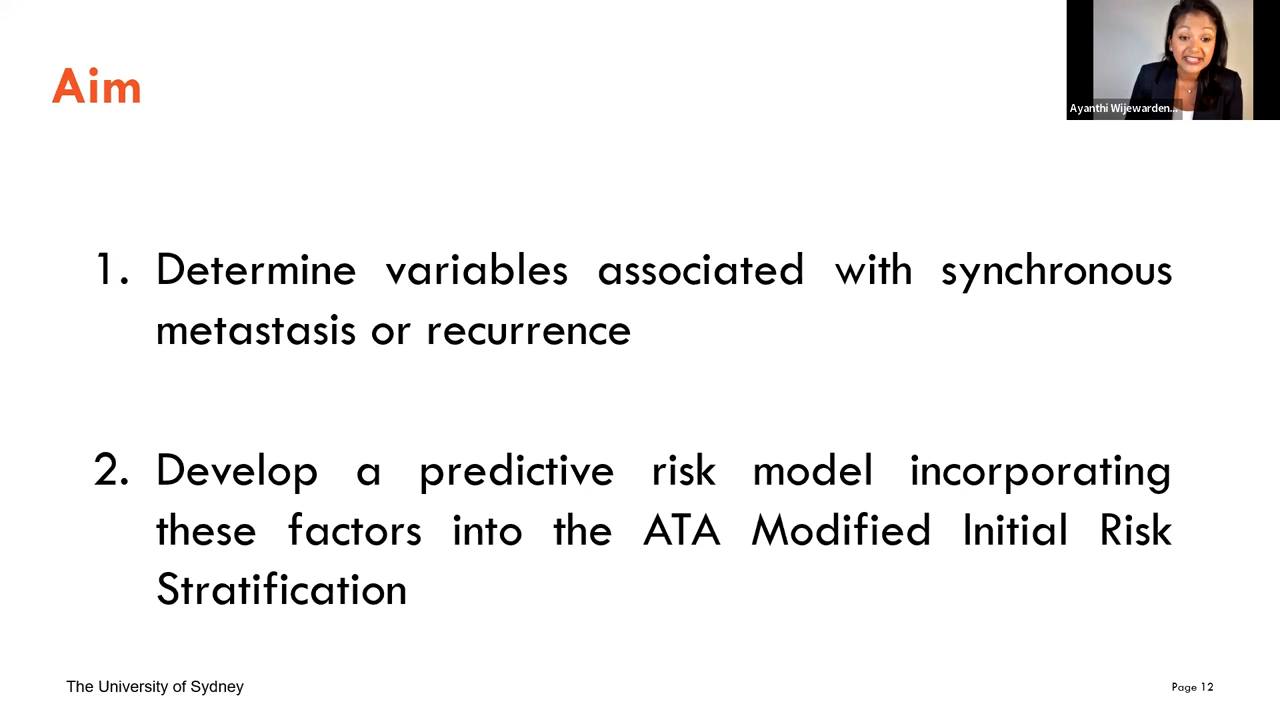 Aim
Ayanthi Wijewarden...
1. Determine variables associated with synchronous
metastasis or recurrence
2. Develop a predictive risk model incorporating
these factors into the ATA Modified Initial Risk
Stratification
The University of Sydney
Page 12